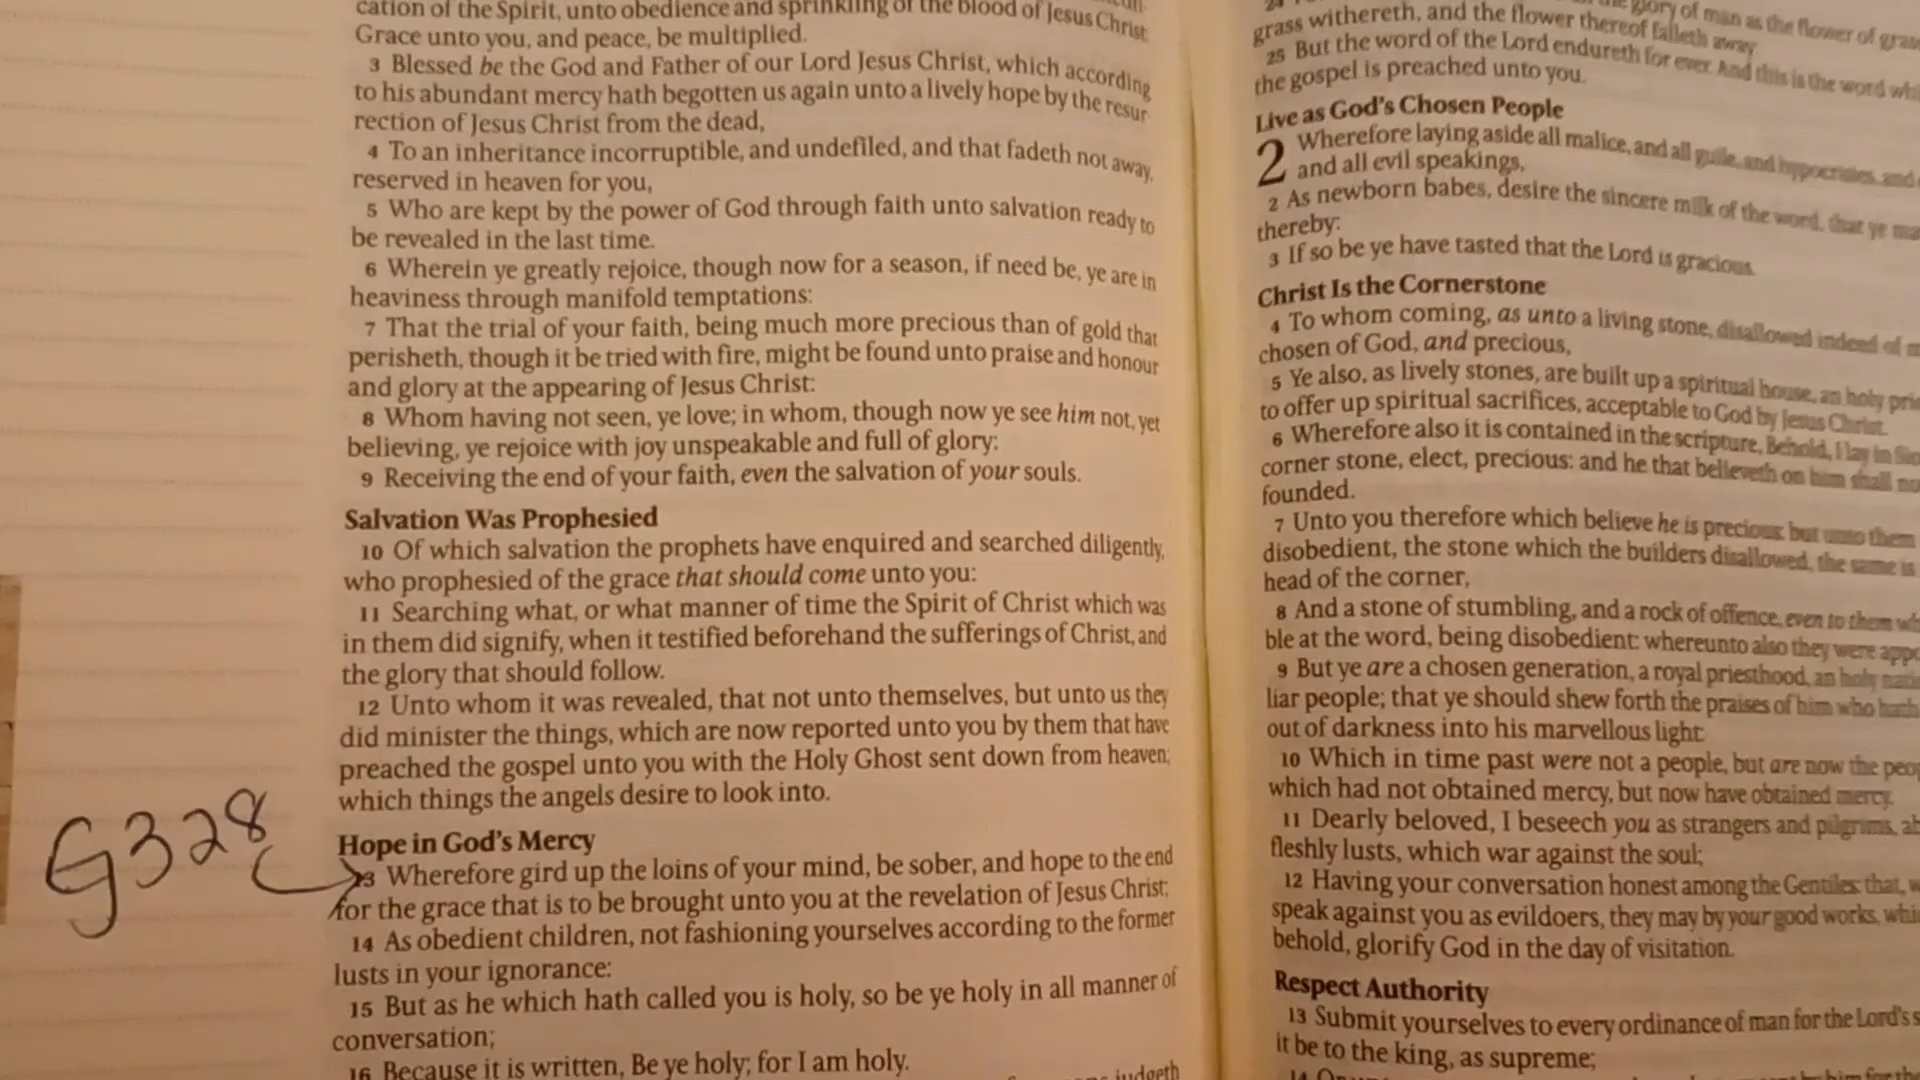 cation of the Spirit, unto obedience and sprinkling of the blood of Jesus Christ:
Grace unto you, and peace, be multiplied.
3 Blessed be the God and Father of our Lord Jesus Christ, which according
to his abundant mercy hath begotten us again unto a lively hope by the resur
rection of Jesus Christ from the dead,
4 To an inheritance incorruptible, and undefiled, and that fadeth not away,
reserved in heaven for you,
5 Who are kept by the power of God through faith unto salvation ready to
be revealed in the last time.
6 Wherein ye greatly rejoice, though now for a season, if need be, ye are in
heaviness through manifold temptations:
7 That the trial of your faith, being much more precious than of gold that
perisheth, though it be tried with fire, might be found unto praise and honour
and glory at the appearing of Jesus Christ:
8 Whom having not seen, ye love; in whom, though now ye see him not, yet
believing, ye rejoice with joy unspeakable and full of glory:
9 Receiving the end of your faith, even the salvation of your souls.
Salvation Was Prophesied
10 Of which salvation the prophets have enquired and searched diligently,
who prophesied of the grace that should come unto you:
11 Searching what, or what manner of time the Spirit of Christ which was
in them did signify, when it testified beforehand the sufferings of Christ, and
the glory that should follow.
12 Unto whom it was revealed, that not unto themselves, but unto us they
did minister the things, which are now reported unto you by them that have
preached the gospel unto you with the Holy Ghost sent down from heaven;
which things the angels desire to look into.
G328
Hope in God's Mercy
13 Wherefore gird up the loins of your mind, be sober, and hope to the end
for the grace that is to be brought unto you at the revelation of Jesus Christ;
14 As obedient children, not fashioning yourselves according to the former
lusts in your ignorance:
15 But as he which hath called you is holy, so be ye holy in all manner of
conversation;
16 Because it is written, Be ye holy; for I am holy.
judgeth
24 glory of man as the flower of grass
grass withereth, and the flower thereof falleth away:
25 But the word of the Lord endureth for ever. And this is the word whi
the gospel is preached unto you.
Live as God's Chosen People
2 Wherefore laying aside all malice, and all guile, and hypocrisies, and
and all evil speakings,
2 As newborn babes, desire the sincere milk of the word, that ye ma
thereby:
3 If so be ye have tasted that the Lord is gracious.
Christ Is the Cornerstone
4 To whom coming, as unto a living stone, disallowed indeed of m
chosen of God, and precious,
5 Ye also, as lively stones, are built up a spiritual house, an holy prie
to offer up spiritual sacrifices, acceptable to God by Jesus Christ.
6 Wherefore also it is contained in the scripture, Behold, I lay in Sio
corner stone, elect, precious: and he that believeth on him shall no
founded.
7 Unto you therefore which believe he is precious: but unto them
disobedient, the stone which the builders disallowed, the same is
head of the corner,
8 And a stone of stumbling, and a rock of offence, even to them wh
ble at the word, being disobedient: whereunto also they were appo
9 But ye are a chosen generation, a royal priesthood, an holy natio
liar people; that ye should shew forth the praises of him who hath
out of darkness into his marvellous light:
10 Which in time past were not a people, but are now the peop
which had not obtained mercy, but now have obtained mercy.
11 Dearly beloved, I beseech you as strangers and pilgrims, ab
fleshly lusts, which war against the soul;
12 Having your conversation honest among the Gentiles: that, w
speak against you as evildoers, they may by your good works, whi
behold, glorify God in the day of visitation.
Respect Authority
13 Submit yourselves to every ordinance of man for the Lord's s
it be to the king, as supreme;
14 by him for the